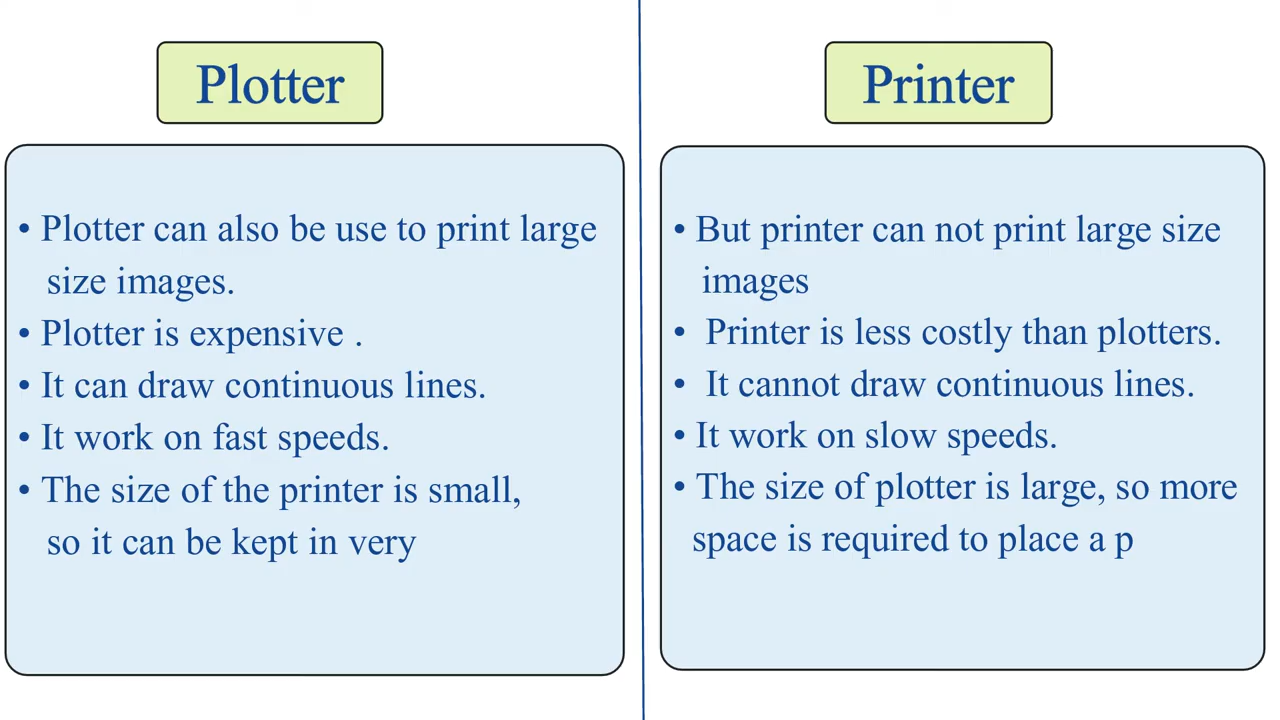 Plotter
• Plotter can also be use to print large
size images.
• Plotter is expensive .
• It can draw continuous lines.
• It work on fast speeds.
• The size of the printer is small,
so it can be kept in very
Printer
• But printer can not print large size
images
• Printer is less costly than plotters.
• It cannot draw continuous lines.
• It work on slow speeds.
• The size of plotter is large, so more
space is required to place a p